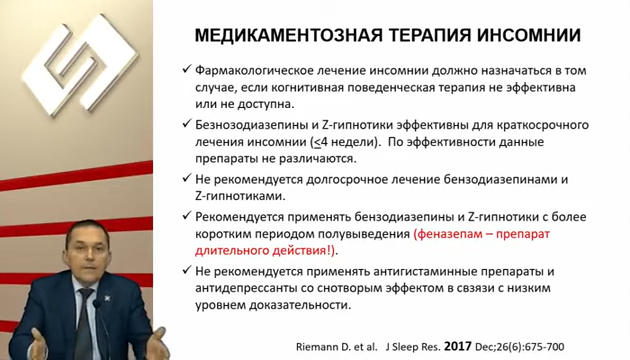 МЕДИКАМЕНТОЗНАЯ ТЕРАПИЯ ИНСОМНИИ
✓ Фармакологическое лечение инсомнии должно назначаться в том
случае, если когнитивная поведенческая терапия не эффективна
или не доступна.
✓ Безнозодиазепины и Z-гипнотики эффективны для краткосрочного
лечения инсомнии (<4 недели). По эффективности данные
препараты не различаются.
✓ Не рекомендуется долгосрочное лечение бензодиазепинами и
Z-гипнотиками.
✓ Рекомендуется применять бензодиазепины и Z-гипнотики с более
коротким периодом полувыведения (феназепам – препарат
длительного действия!).
✓ Не рекомендуется применять антигистаминные препараты и
антидепрессанты со снотворым эффектом в свзязи с низким
уровнем доказательности.
Riemann D. et al. J Sleep Res. 2017 Dec;26(6):675-700